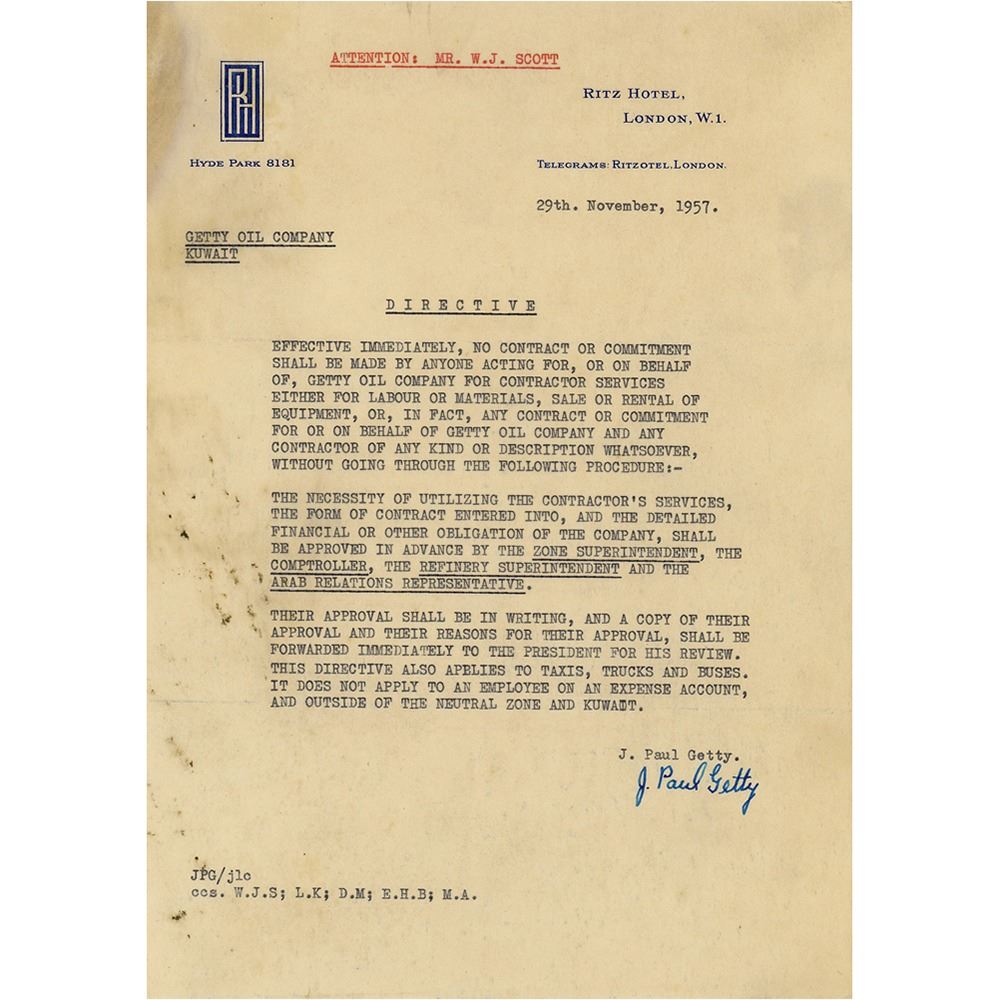 ATTENTION: MR. W.J. SCOTT
RH
RITZ HOTEL,
LONDON, W.1.
HYDE PARK 8181
TELEGRAMS: RITZOTEL, LONDON.
29th. November, 1957.
GETTY OIL COMPANY
KUWAIT
D I R E C T I V E
EFFECTIVE IMMEDIATELY, NO CONTRACT OR COMMITMENT
SHALL BE MADE BY ANYONE ACTING FOR, OR ON BEHALF
OF, GETTY OIL COMPANY FOR CONTRACTOR SERVICES
EITHER FOR LABOUR OR MATERIALS, SALE OR RENTAL OF
EQUIPMENT, OR, IN FACT, ANY CONTRACT OR COMMITMENT
FOR OR ON BEHALF OF GETTY OIL COMPANY AND ANY
CONTRACTOR OF ANY KIND OR DESCRIPTION WHATSOEVER,
WITHOUT GOING THROUGH THE FOLLOWING PROCEDURE:-
THE NECESSITY OF UTILIZING THE CONTRACTOR'S SERVICES,
THE FORM OF CONTRACT ENTERED INTO, AND THE DETAILED
FINANCIAL OR OTHER OBLIGATION OF THE COMPANY, SHALL
BE APPROVED IN ADVANCE BY THE ZONE SUPERINTENDENT, THE
COMPTROLLER, THE REFINERY SUPERINTENDENT AND THE
ARAB RELATIONS REPRESENTATIVE.
THEIR APPROVAL SHALL BE IN WRITING, AND A COPY OF THEIR
APPROVAL AND THEIR REASONS FOR THEIR APPROVAL, SHALL BE
FORWARDED IMMEDIATELY TO THE PRESIDENT FOR HIS REVIEW.
THIS DIRECTIVE ALSO APPLIES TO TAXIS, TRUCKS AND BUSES.
IT DOES NOT APPLY TO AN EMPLOYEE ON AN EXPENSE ACCOUNT,
AND OUTSIDE OF THE NEUTRAL ZONE AND KUWAIT.
J. Paul Getty.
J. Paul Getty
JPG/jlc
ccs. W.J.S; L.K; D.M; E.H.B; M.A.